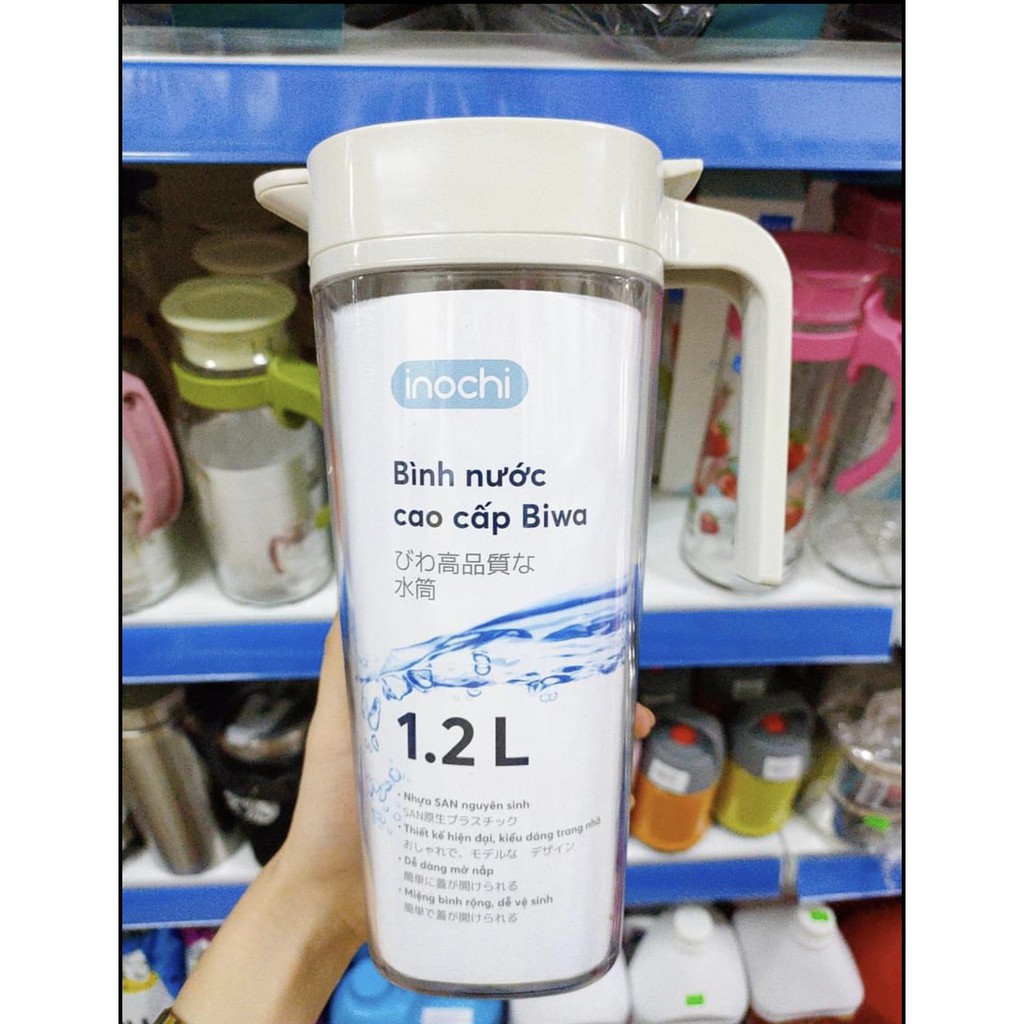 inochi
Bình nước
cao cấp Biwa
びわ高品質な
水筒
1.2 L
• Nhựa SAN nguyên sinh
SAN原生プラスチック
• Thiết kế hiện đại, kiểu dáng trang nhã
おしゃれで、モデルな デザイン
• Dễ dàng mở nắp
簡単に蓋が開けられる
• Miệng bình rộng, dễ vệ sinh
簡単で蓋が開けられる